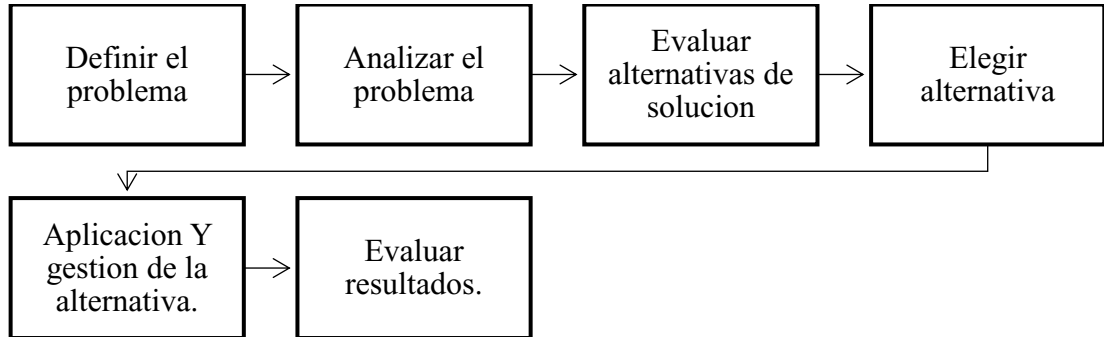 Definir el
problema
Analizar el
problema
Evaluar
alternativas de
solucion
Elegir
alternativa
Aplicacion Y
gestion de la
alternativa.
Evaluar
resultados.